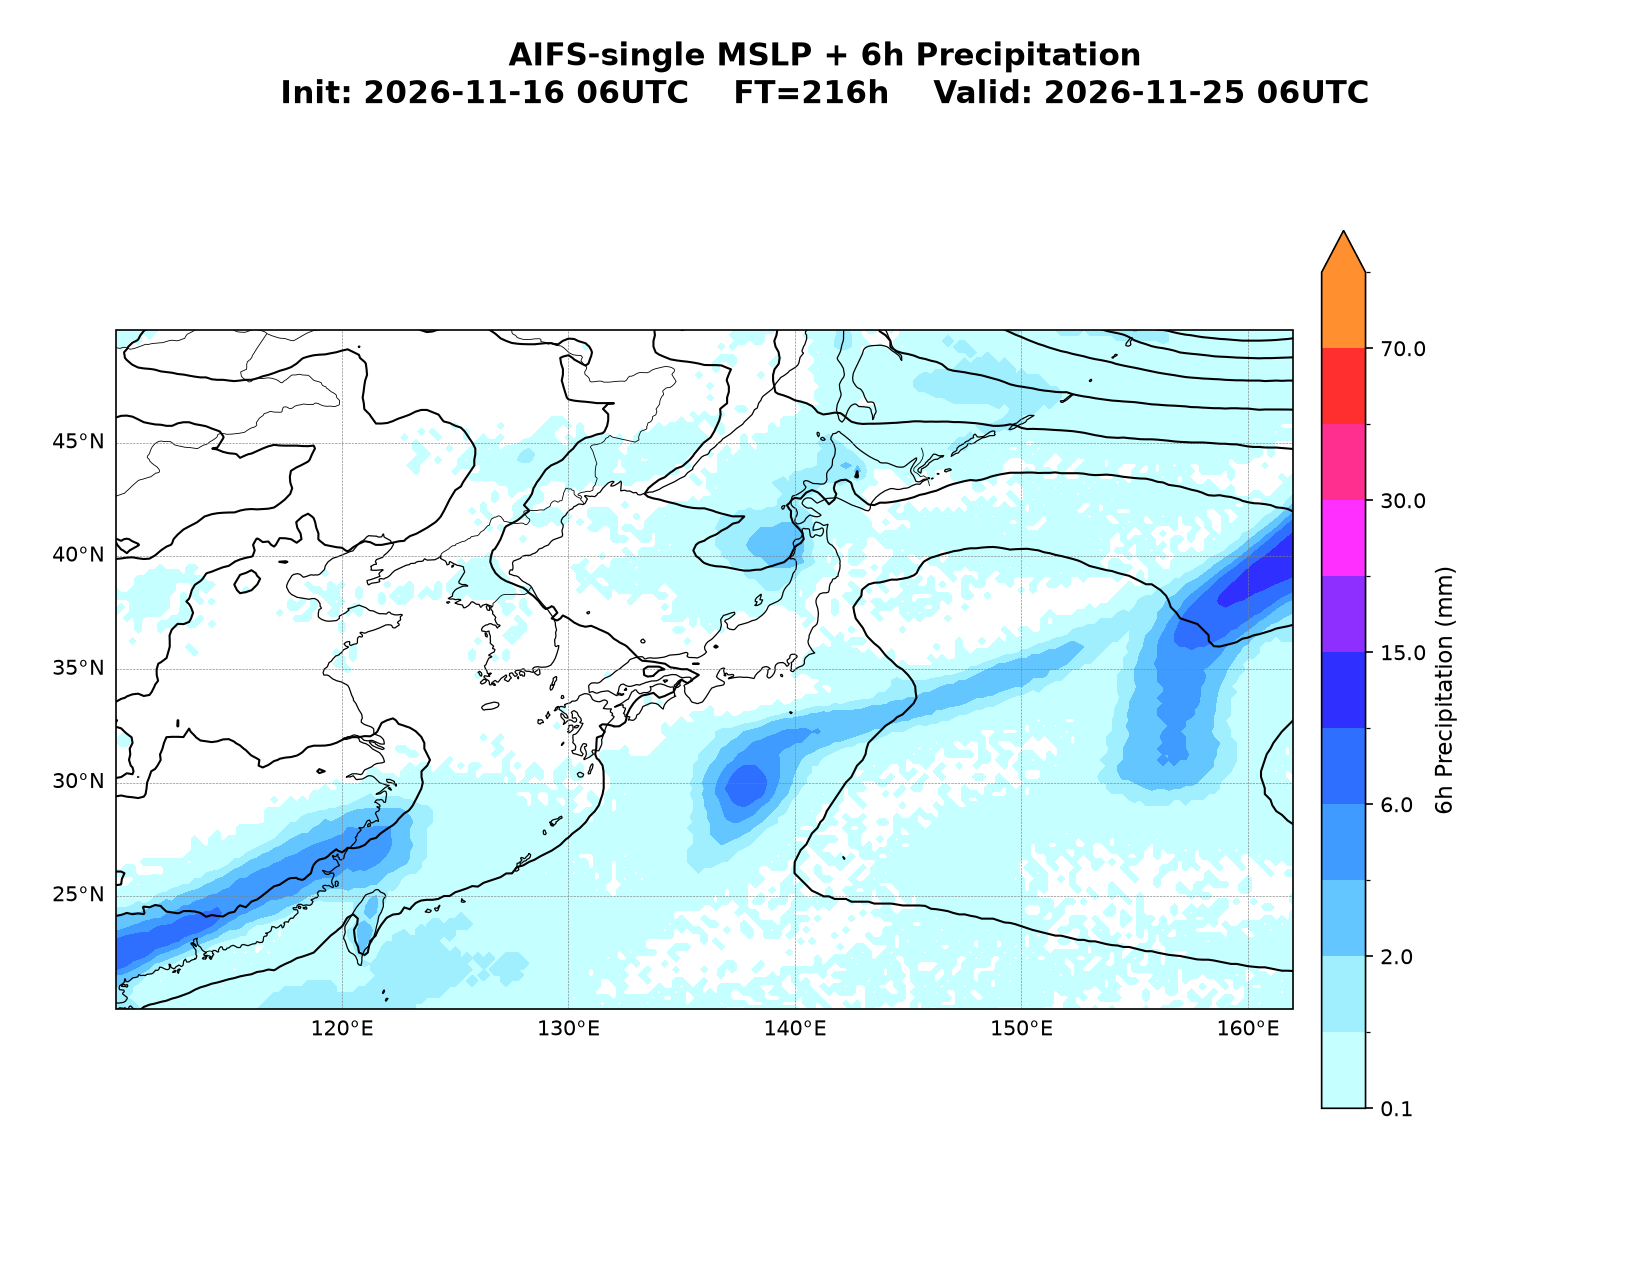 AIFS-single MSLP + 6h Precipitation
Init: 2026-11-16 06UTC    FT=216h    Valid: 2026-11-25 06UTC
70.0
30.0
15.0
6.0
2.0
0.1
6h Precipitation (mm)
45°N
40°N
35°N
30°N
25°N
120°E
130°E
140°E
150°E
160°E